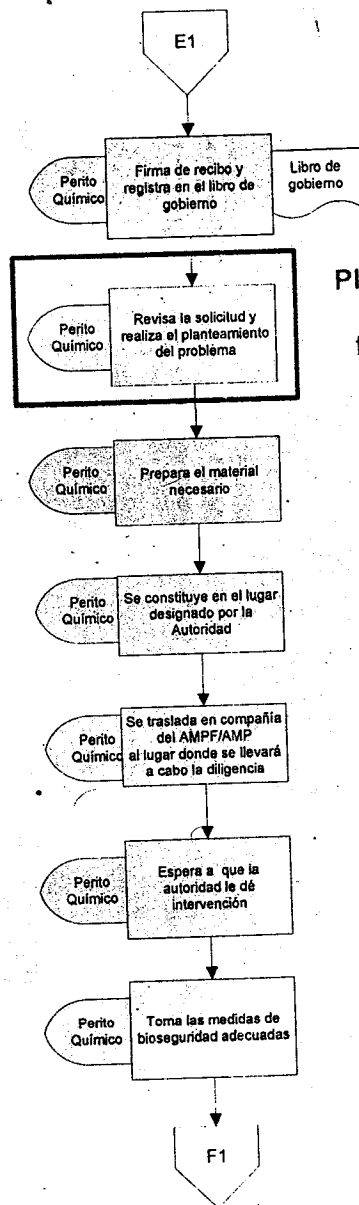 E1
Perito
Químico
Firma de recibo y
registra en el libro de
gobierno
Libro de
gobierno
Perito
Químico
Revisa la solicitud y
realiza el planteamiento
del problema
Perito
Químico
Prepara el material
necesario
Perito
Químico
Se constituye en el lugar
designado por la
Autoridad
Perito
Químico
Se traslada en compañía
del AMPF/AMP
al lugar donde se llevará
a cabo la diligencia
Perito
Químico
Espera a que la
autoridad le dé
intervención
Perito
Químico
Toma las medidas de
bioseguridad adecuadas
F1